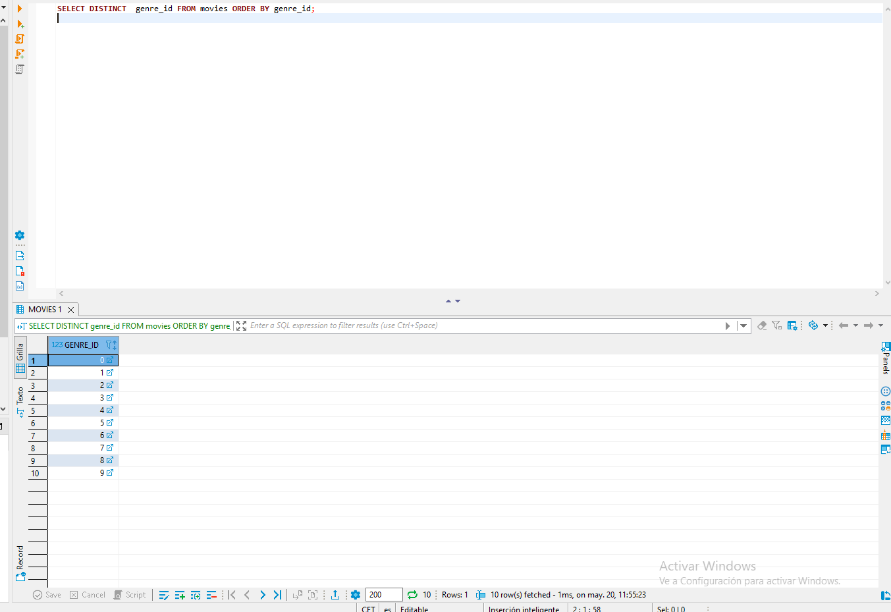 SELECT DISTINCT  genre_id FROM movies ORDER BY genre_id;
MOVIES 1
SELECT DISTINCT genre_id FROM movies ORDER BY genre
Enter a SQL expression to filter results (use Ctrl+Space)
Grilla
Texto
Record
Panels
123 GENRE_ID
1 0
2 1
3 2
4 3
5 4
6 5
7 6
8 7
9 8
10 9
Activar Windows
Ve a Configuración para activar Windows.
Save Cancel Script 200 10 Rows: 1 10 row(s) fetched - 1ms, on may. 20, 11:55:23
CET es Editable Inserción inteligente 2 : 1 : 58 Sel: 0 | 0